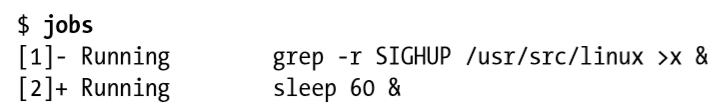 $ jobs
[1]- Running        grep -r SIGHUP /usr/src/linux >x &
[2]+ Running        sleep 60 &